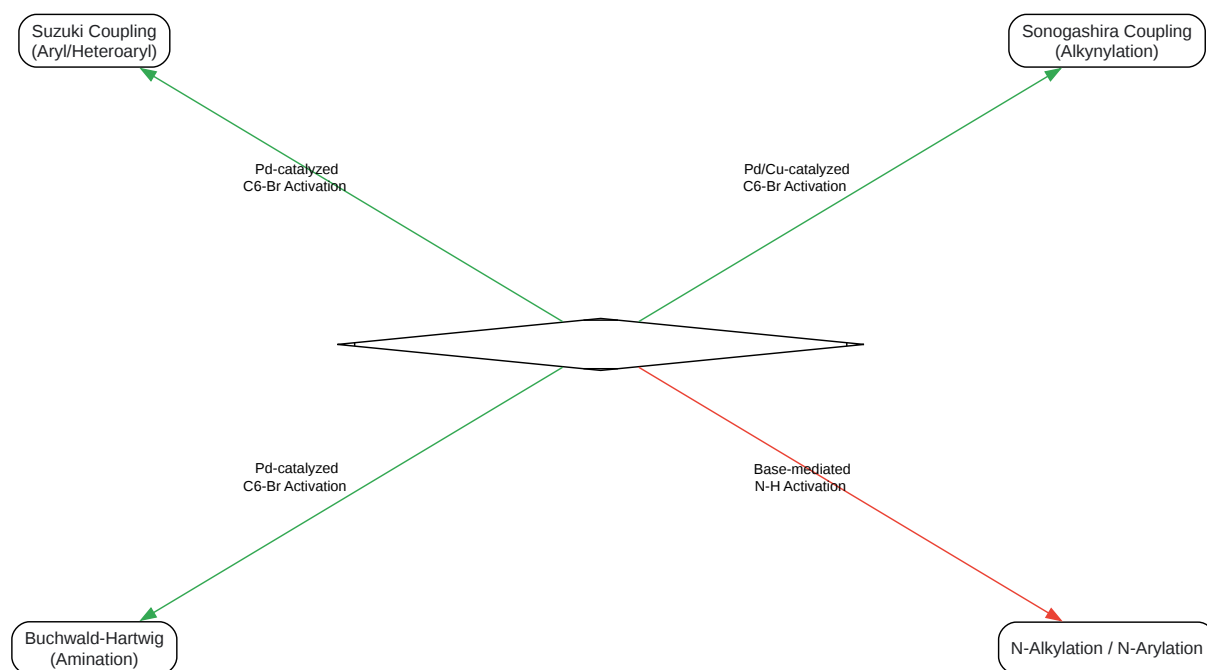 Suzuki Coupling
(Aryl/Heteroaryl)
Sonogashira Coupling
(Alkynylation)
Pd-catalyzed
C6-Br Activation
Pd/Cu-catalyzed
C6-Br Activation
Pd-catalyzed
C6-Br Activation
Base-mediated
N-H Activation
Buchwald-Hartwig
(Amination)
N-Alkylation / N-Arylation